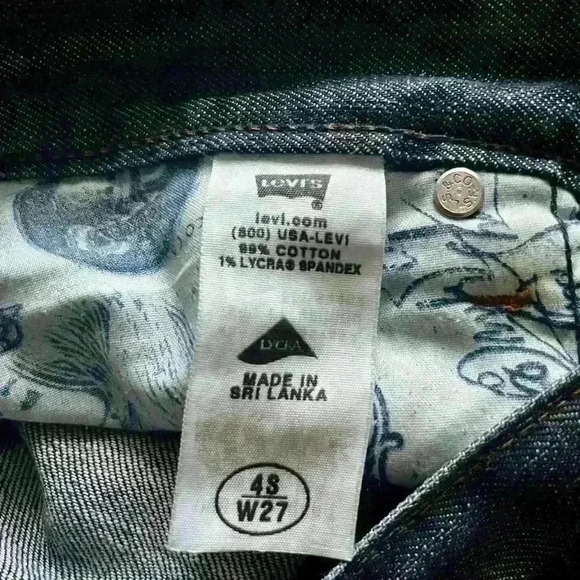 LEVI'S
®
levi.com
(800) USA-LEVI
99% COTTON
1% LYCRA® SPANDEX
LYCRA
MADE IN
SRI LANKA
4S
W27